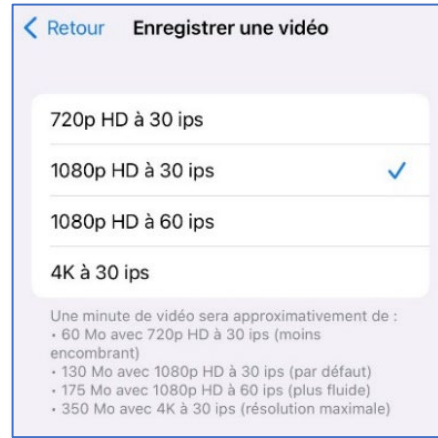 Retour Enregistrer une vidéo
720p HD à 30 ips
1080p HD à 30 ips
1080p HD à 60 ips
4K à 30 ips
Une minute de vidéo sera approximativement de :
• 60 Mo avec 720p HD à 30 ips (moins
encombrant)
• 130 Mo avec 1080p HD à 30 ips (par défaut)
• 175 Mo avec 1080p HD à 60 ips (plus fluide)
• 350 Mo avec 4K à 30 ips (résolution maximale)